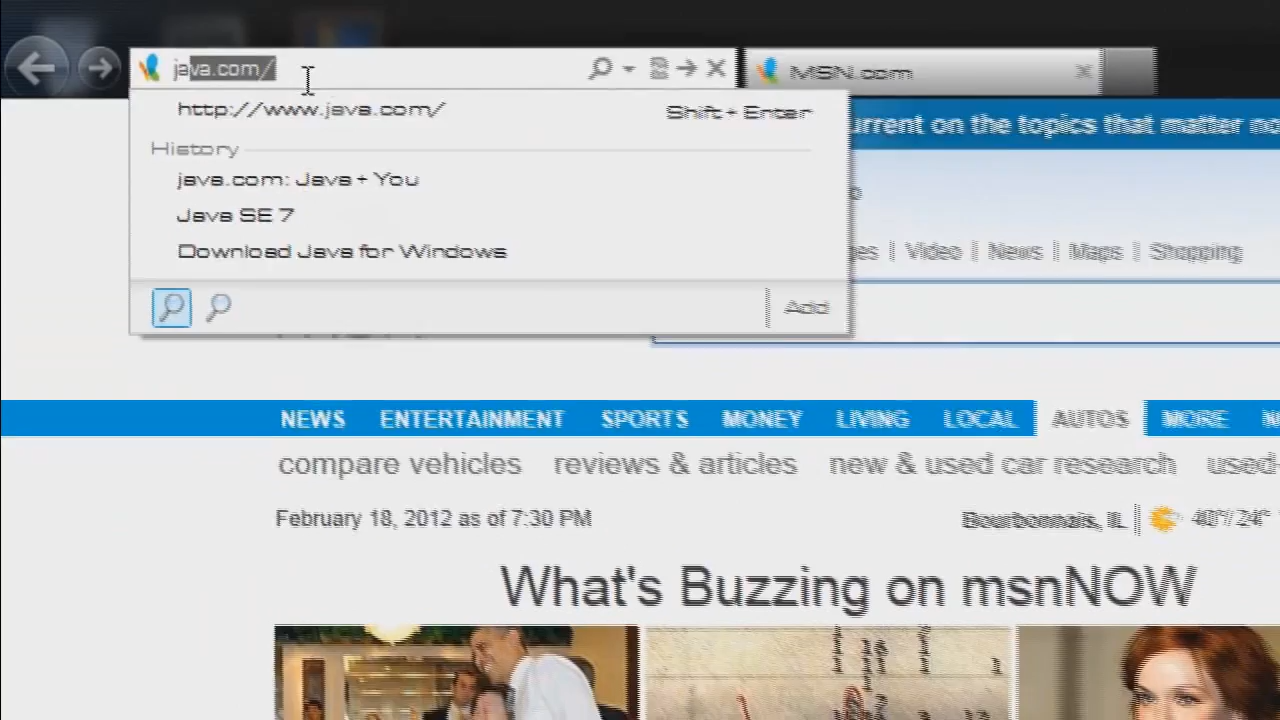 java.com/
MSN.com
http://www.java.com/ Shift+Enter
urrent on the topics that matter no
History
java.com: Java + You
Java SE 7
Download Java for Windows
Video | News | Maps | Shopping
Add
NEWS ENTERTAINMENT SPORTS MONEY LIVING LOCAL AUTOS MORE
compare vehicles reviews & articles new & used car research used-
February 18, 2012 as of 7:30 PM
Bourbonnais, IL | 40°/24°
What's Buzzing on msnNOW